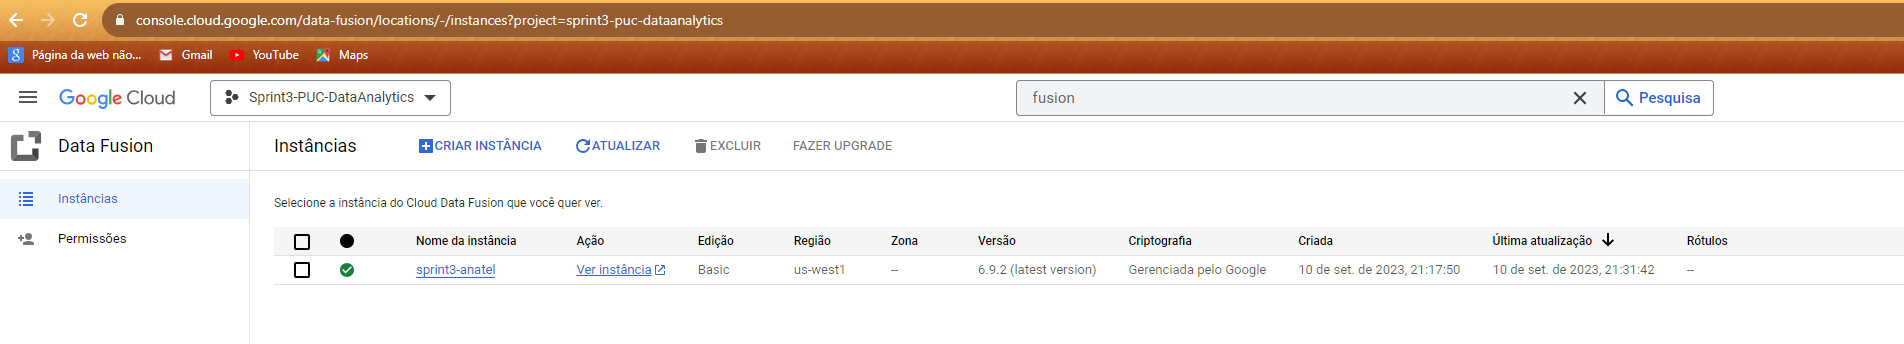 console.cloud.google.com/data-fusion/locations/-/instances?project=sprint3-puc-dataanalytics
Página da web não... Gmail YouTube Maps
Google Cloud Sprint3-PUC-DataAnalytics fusion Pesquisa
Data Fusion Instâncias CRIAR INSTÂNCIA ATUALIZAR EXCLUIR FAZER UPGRADE
Instâncias
Permissões
Selecione a instância do Cloud Data Fusion que você quer ver.
Nome da instância Ação Edição Região Zona Versão Criptografia Criada Última atualização Rótulos
sprint3-anatel Ver instância Basic us-west1 -- 6.9.2 (latest version) Gerenciada pelo Google 10 de set. de 2023, 21:17:50 10 de set. de 2023, 21:31:42 --